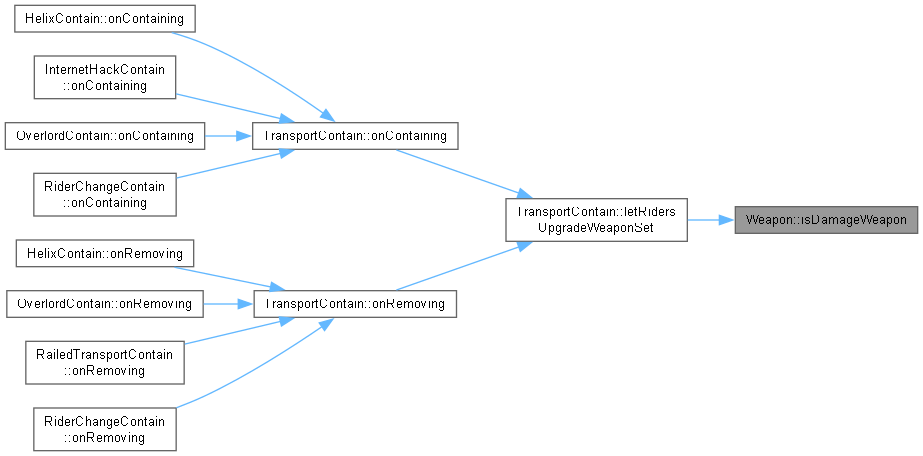 HelixContain::onContaining
InternetHackContain
::onContaining
OverlordContain::onContaining
RiderChangeContain
::onContaining
TransportContain::onContaining
HelixContain::onRemoving
OverlordContain::onRemoving
RailedTransportContain
::onRemoving
RiderChangeContain
::onRemoving
TransportContain::onRemoving
TransportContain::letRiders
UpgradeWeaponSet
Weapon::isDamageWeapon